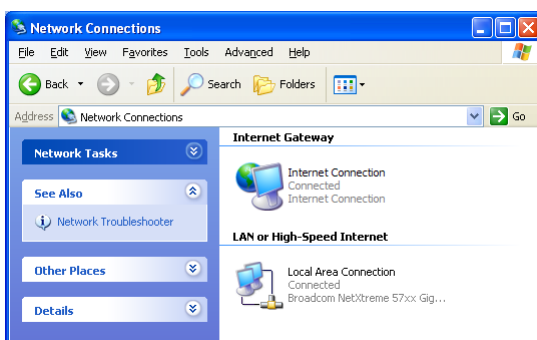 Network Connections
File Edit View Favorites Tools Advanced Help
Back Search Folders
Address Network Connections Go
Network Tasks
See Also
Network Troubleshooter
Other Places
Details
Internet Gateway
Internet Connection
Connected
Internet Connection
LAN or High-Speed Internet
Local Area Connection
Connected
Broadcom NetXtreme 57xx Gig...